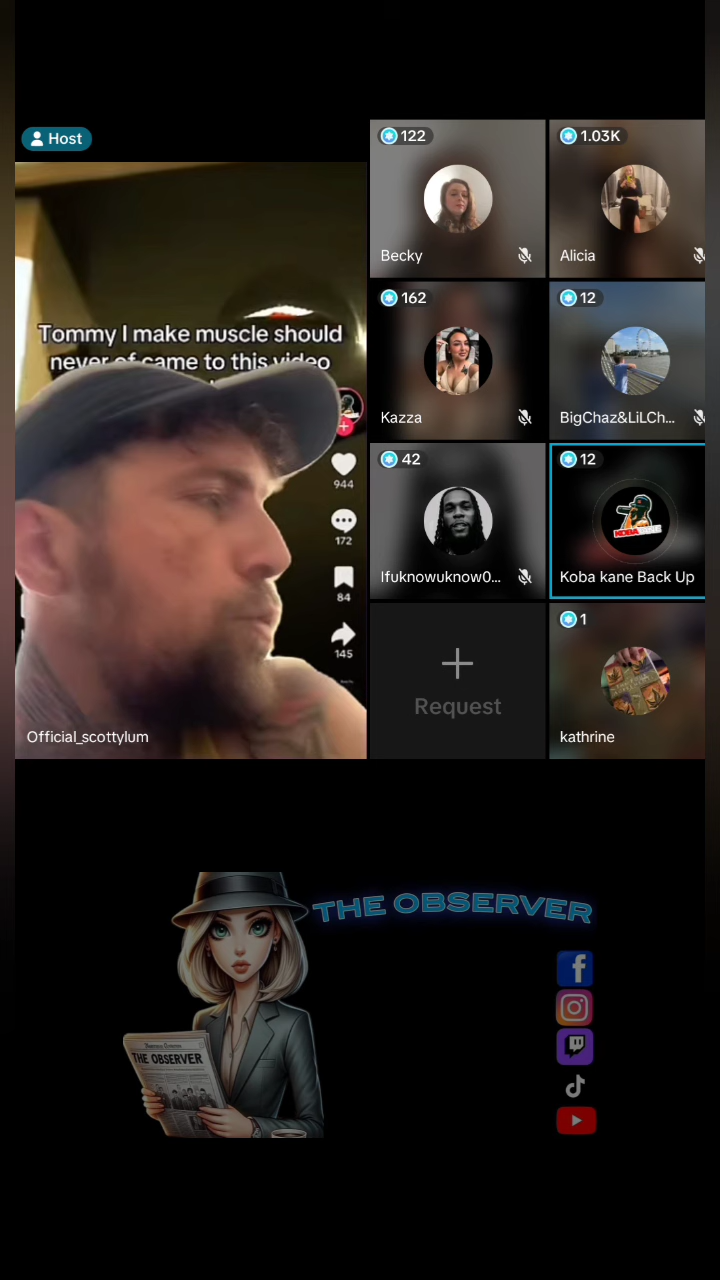 Host
Tommy I make muscle should
never of came to this video
944
172
84
145
Official_scottylum
122
Becky
1.03K
Alicia
162
Kazza
12
BigChaz&LiLCh...
42
Ifuknowuknow0...
12
KOBA
Koba kane Back Up
Request
1
kathrine
THE OBSERVER
THE OBSERVER